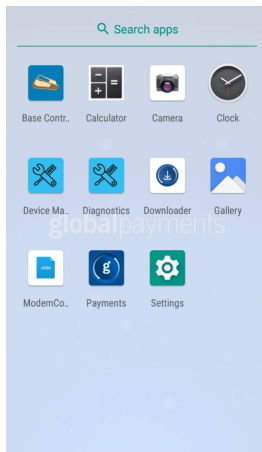 Search apps
Base Contr..
Calculator
Camera
Clock
Device Ma..
Diagnostics
Downloader
Gallery
globalpayments
g
ModemCo..
Payments
Settings